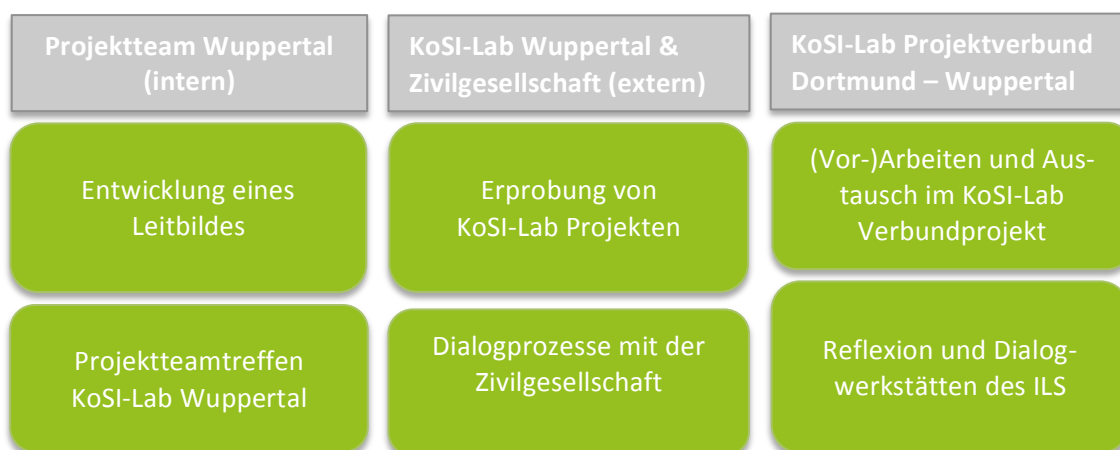 Projektteam Wuppertal
(intern)
Entwicklung eines
Leitbildes
Projektteamtreffen
KoSI-Lab Wuppertal
KoSI-Lab Wuppertal &
Zivilgesellschaft (extern)
Erprobung von
KoSI-Lab Projekten
Dialogprozesse mit der
Zivilgesellschaft
KoSI-Lab Projektverbund
Dortmund – Wuppertal
(Vor-)Arbeiten und Aus-
tausch im KoSI-Lab
Verbundprojekt
Reflexion und Dialog-
werkstätten des ILS